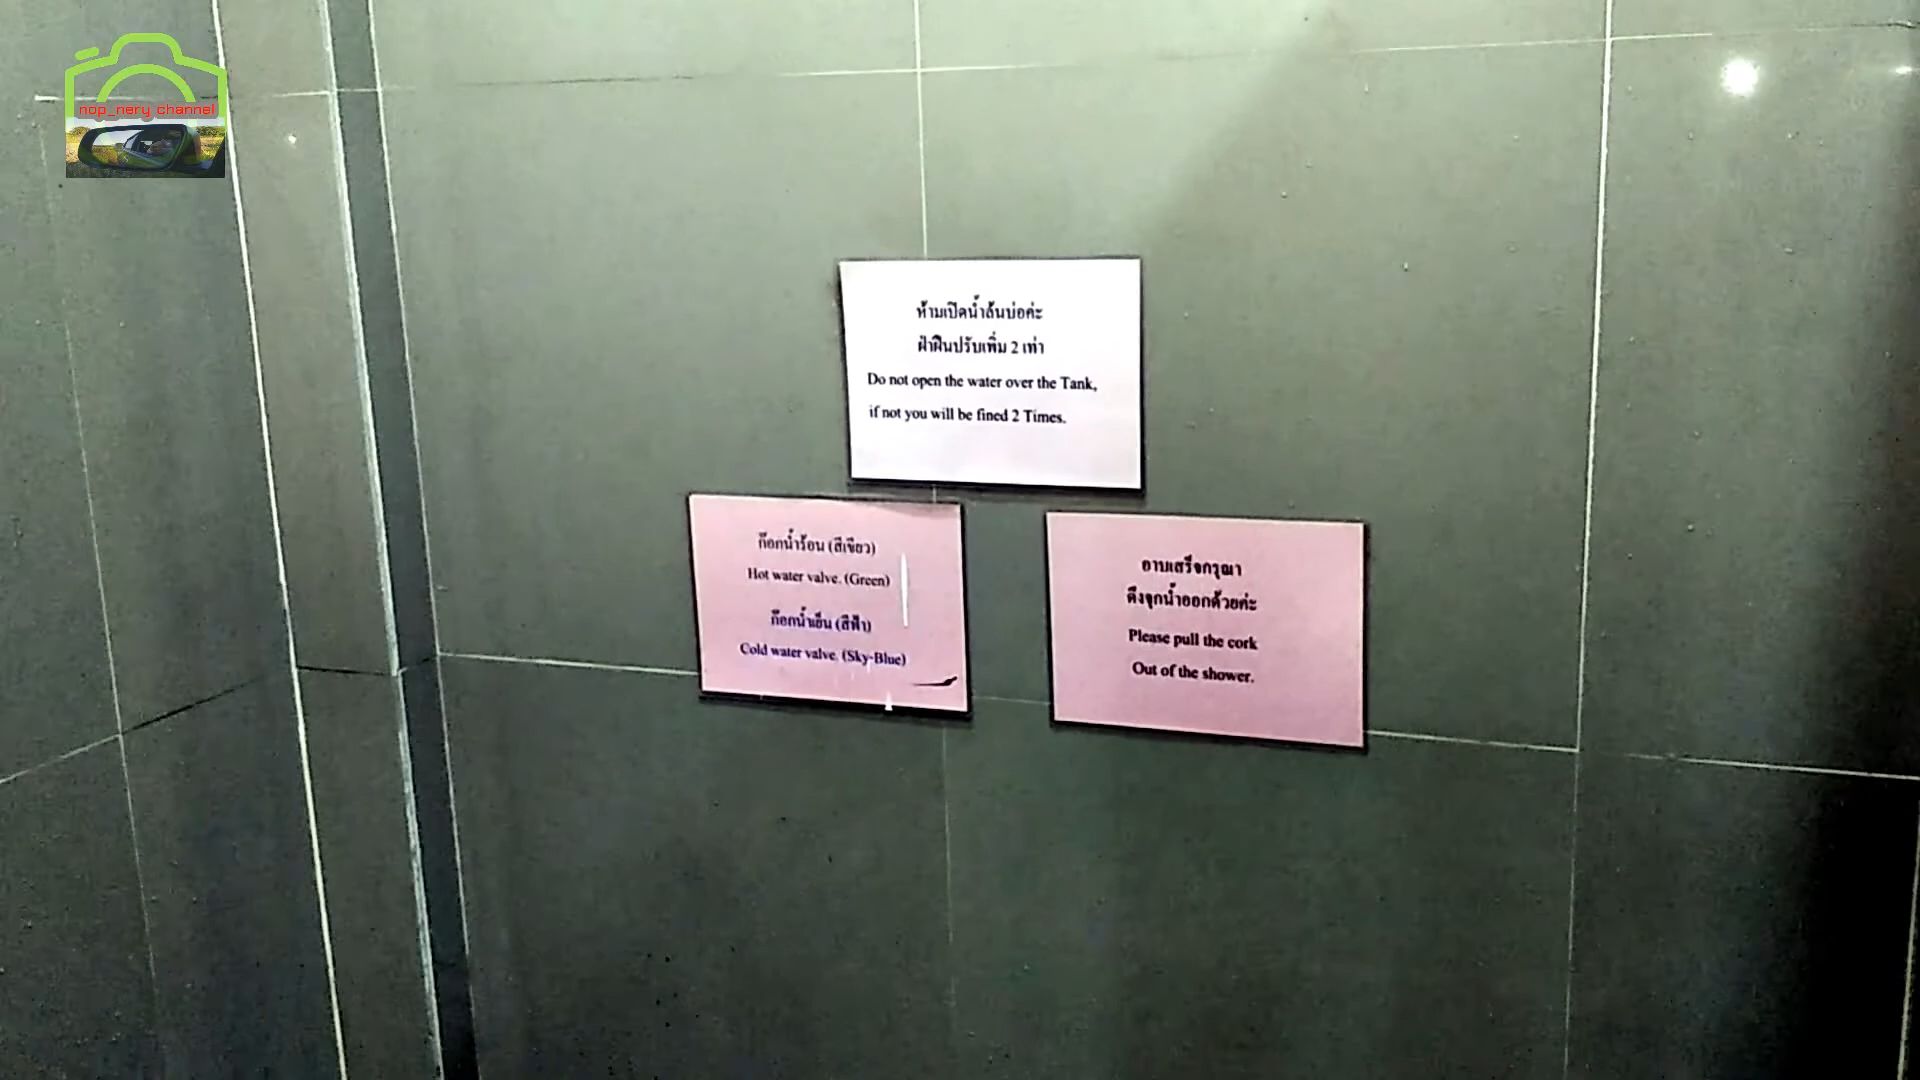 nop_nery channel
ห้ามเปิดน้ำล้นบ่อค่ะ
ฝ่าฝืนปรับเพิ่ม 2 เท่า
Do not open the water over the Tank,
if not you will be fined 2 Times.
ก๊อกน้ำร้อน (สีเขียว)
Hot water valve. (Green)
ก๊อกน้ำเย็น (สีฟ้า)
Cold water valve. (Sky-Blue)
อาบเสร็จกรุณา
ดึงจุกน้ำออกด้วยค่ะ
Please pull the cork
Out of the shower.